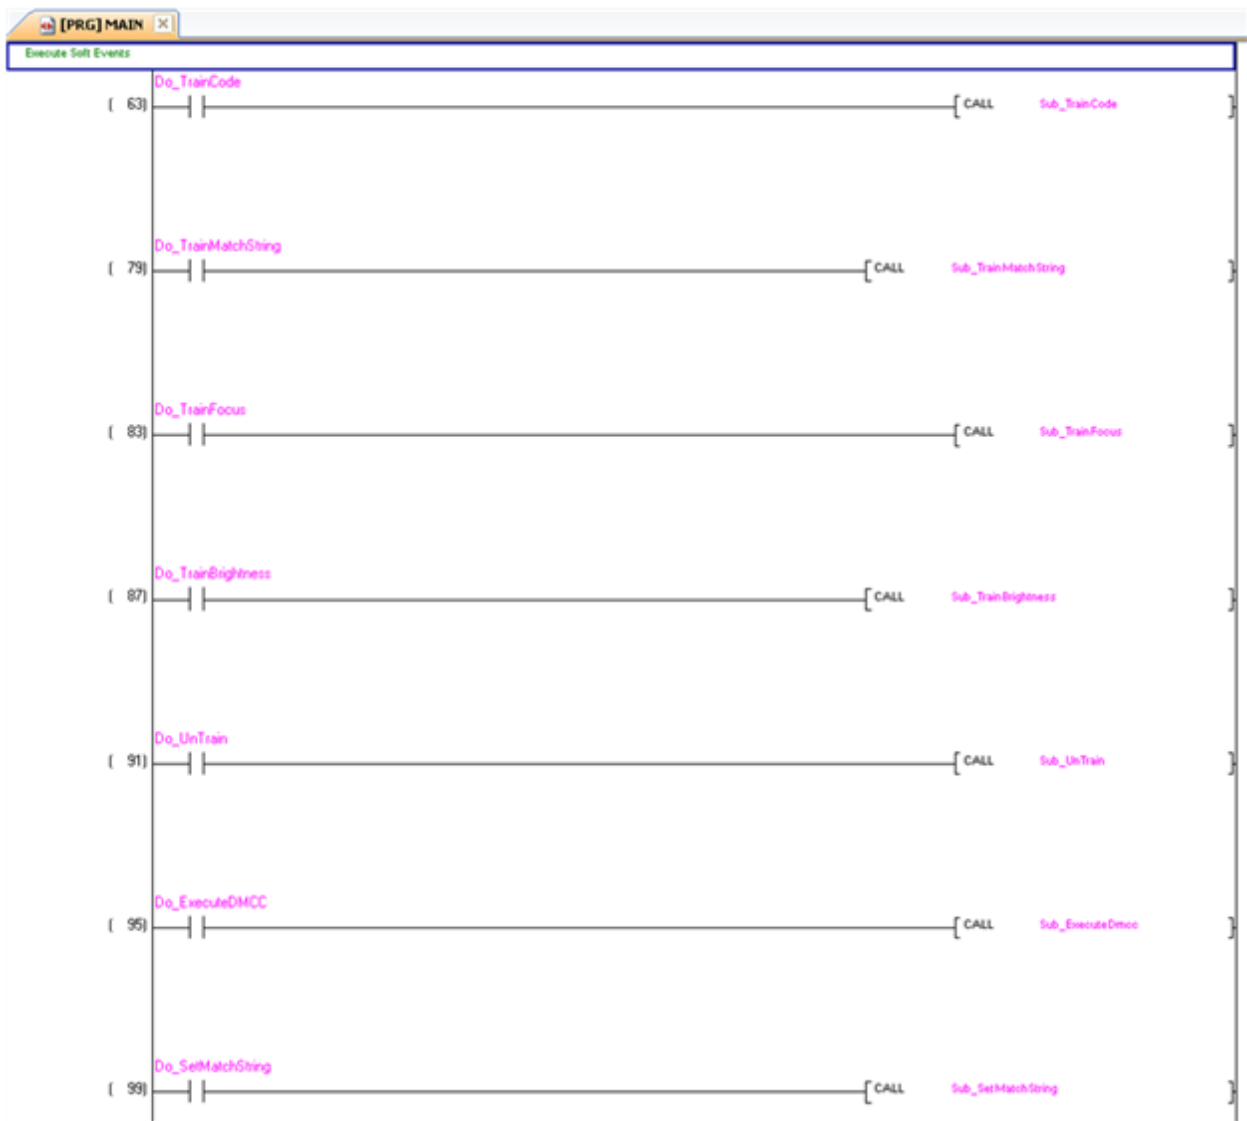 [PRG] MAIN
Execute Soft Events
Do_TrainCode
( 63) CALL Sub_TrainCode
Do_TrainMatchString
( 79) CALL Sub_TrainMatchString
Do_TrainFocus
( 83) CALL Sub_TrainFocus
Do_TrainBrightness
( 87) CALL Sub_TrainBrightness
Do_UnTrain
( 91) CALL Sub_UnTrain
Do_ExecuteDMCC
( 95) CALL Sub_ExecuteDmcc
Do_SetMatchString
( 99) CALL Sub_SetMatchString